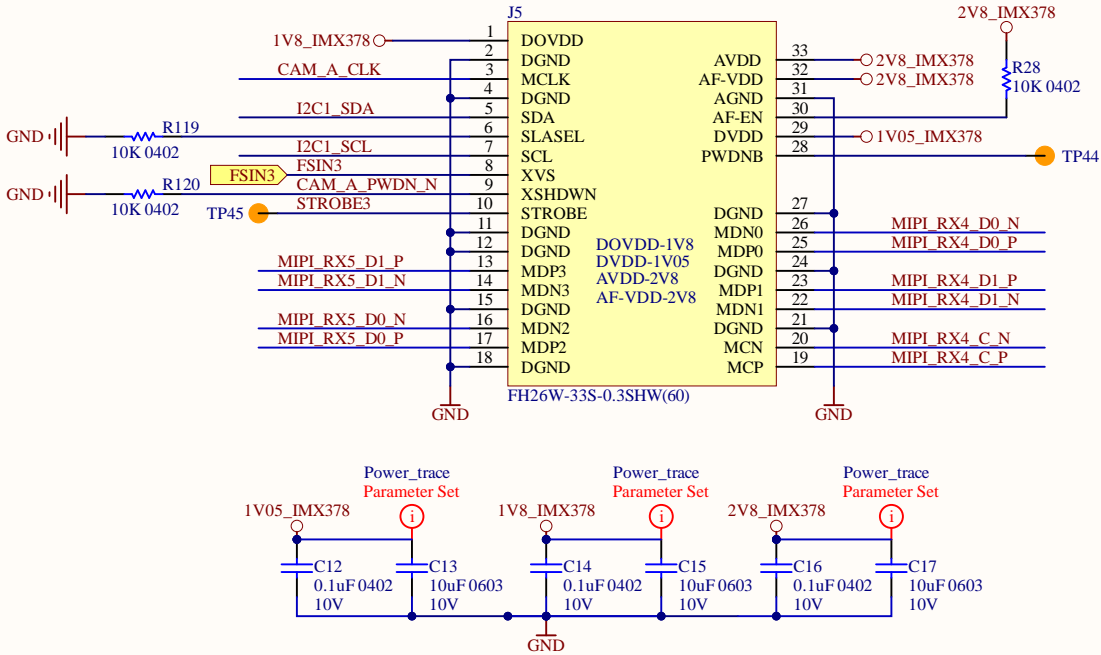 J5
1V8_IMX378 1 DOVDD
2 DGND
CAM_A_CLK 3 MCLK
4 DGND
I2C1_SDA 5 SDA
GND R119 10K 0402 6 SLASEL
I2C1_SCL 7 SCL
FSIN3 FSIN3 8 XVS
GND R120 10K 0402 CAM_A_PWDN_N 9 XSHDWN
TP45 STROBE3 10 STROBE
11 DGND
12 DGND
MIPI_RX5_D1_P 13 MDP3
MIPI_RX5_D1_N 14 MDN3
15 DGND
MIPI_RX5_D0_N 16 MDN2
MIPI_RX5_D0_P 17 MDP2
18 DGND
GND
DOVDD-1V8
DVDD-1V05
AVDD-2V8
AF-VDD-2V8
2V8_IMX378
R28
10K 0402
AVDD 33 2V8_IMX378
AF-VDD 32 2V8_IMX378
AGND 31
AF-EN 30
DVDD 29 1V05_IMX378
PWDNB 28 TP44
DGND 27
MDN0 26 MIPI_RX4_D0_N
MDP0 25 MIPI_RX4_D0_P
DGND 24
MDP1 23 MIPI_RX4_D1_P
MDN1 22 MIPI_RX4_D1_N
DGND 21
MCN 20 MIPI_RX4_C_N
MCP 19 MIPI_RX4_C_P
GND
FH26W-33S-0.3SHW(60)
Power_trace
Parameter Set
i
1V05_IMX378
C12
0.1uF 0402
10V
C13
10uF 0603
10V
Power_trace
Parameter Set
i
1V8_IMX378
C14
0.1uF 0402
10V
C15
10uF 0603
10V
Power_trace
Parameter Set
i
2V8_IMX378
C16
0.1uF 0402
10V
C17
10uF 0603
10V
GND